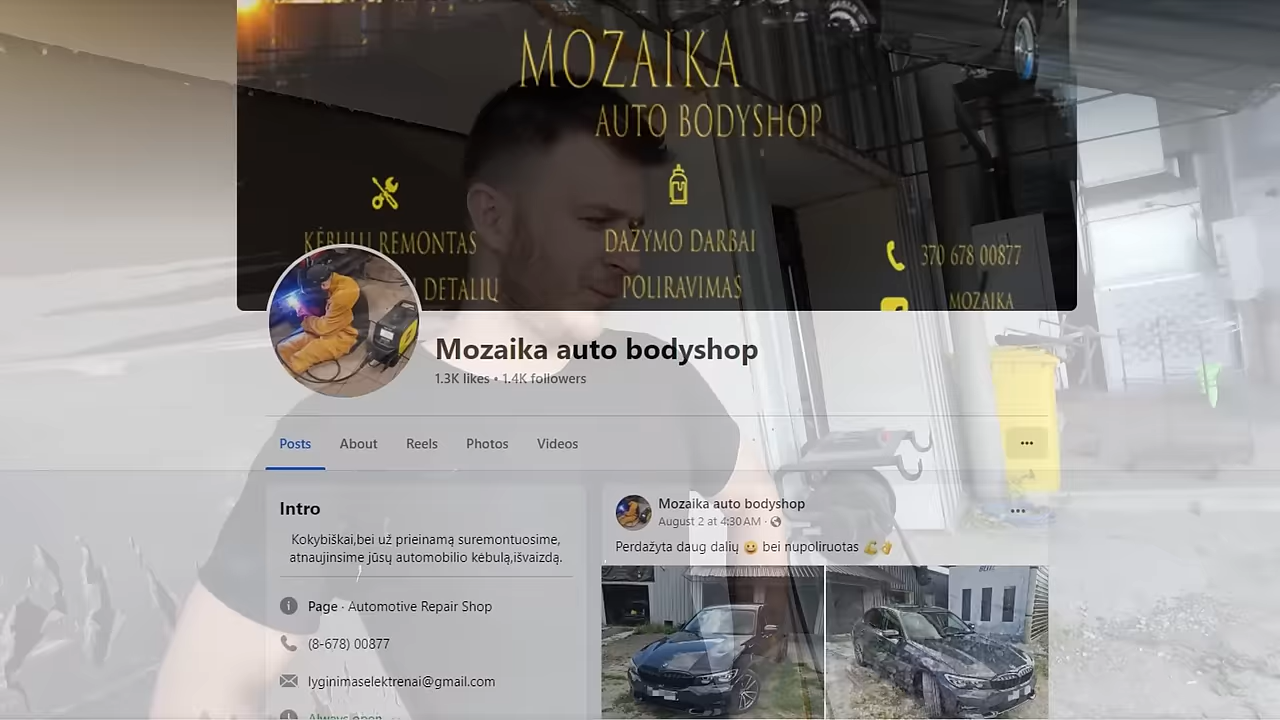 MOZAIKA
AUTO BODYSHOP
KĖBULŲ REMONTAS
DETALIŲ
DAŽYMO DARBAI
POLIRAVIMAS
370 678 00877
MOZAIKA
Mozaika auto bodyshop
1.3K likes • 1.4K followers
Posts About Reels Photos Videos
Intro
Kokybiškai,bei už prieinamą suremontuosime,
atnaujinsime jūsų automobilio kėbulą,išvaizdą.
Page · Automotive Repair Shop
(8-678) 00877
lyginimaselektrenai@gmail.com
Always open
Mozaika auto bodyshop
August 2 at 4:30 AM ·
Perdažyta daug dalių 😀 bei nupoliruotas 💪👌